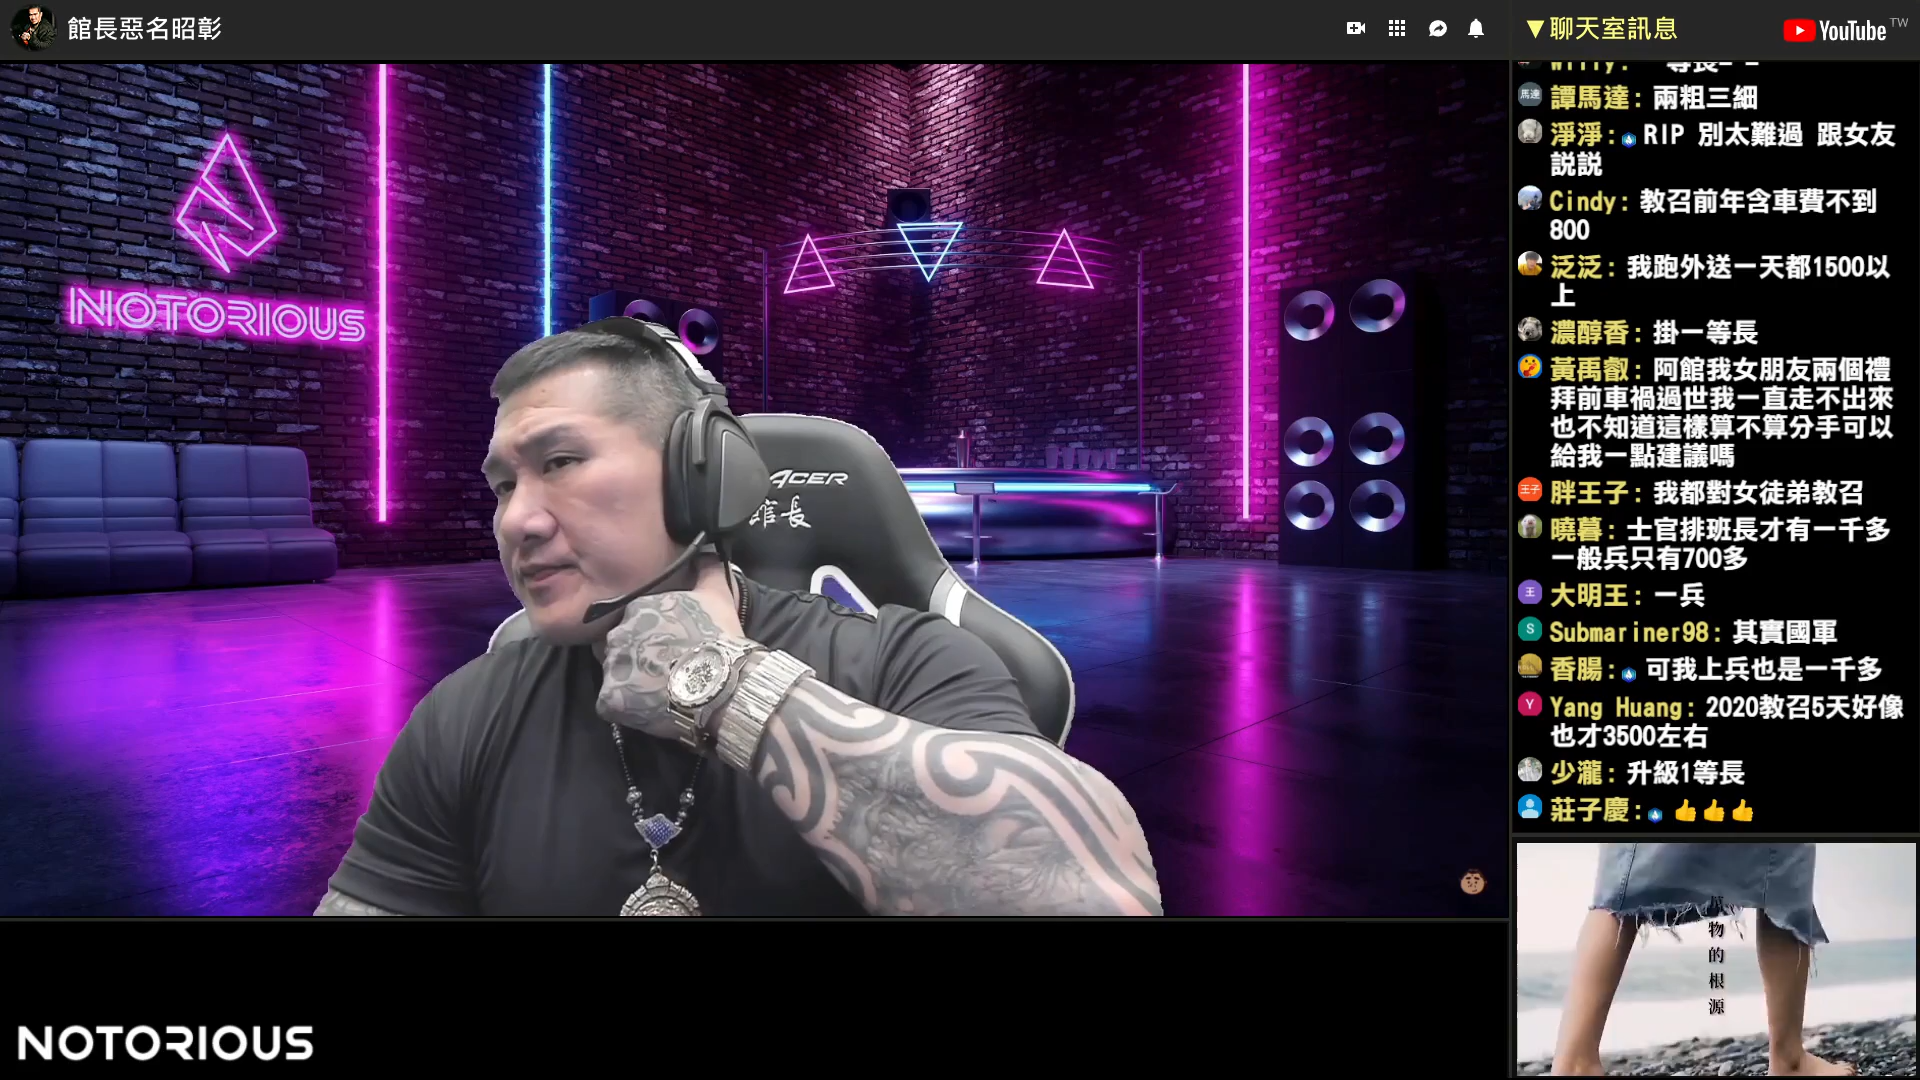 館長惡名昭彰
▼聊天室訊息
YouTube TW
Willy: 一等長- -
馬達 譚馬達: 兩粗三細
淨淨: RIP 別太難過 跟女友
說說
Cindy: 教召前年含車費不到
800
泛泛: 我跑外送一天都1500以
上
濃醇香: 掛一等長
黃禹叡: 阿館我女朋友兩個禮
拜前車禍過世我一直走不出來
也不知道這樣算不算分手可以
給我一點建議嗎
王子 胖王子: 我都對女徒弟教召
曉暮: 士官排班長才有一千多
一般兵只有700多
王 大明王: 一兵
S Submariner98: 其實國軍
香腸: 可我上兵也是一千多
Y Yang Huang: 2020教召5天好像
也才3500左右
少瀧: 升級1等長
莊子慶: 👍👍👍
NOTORIOUS
ACER
館長
物的根源
NOTORIOUS